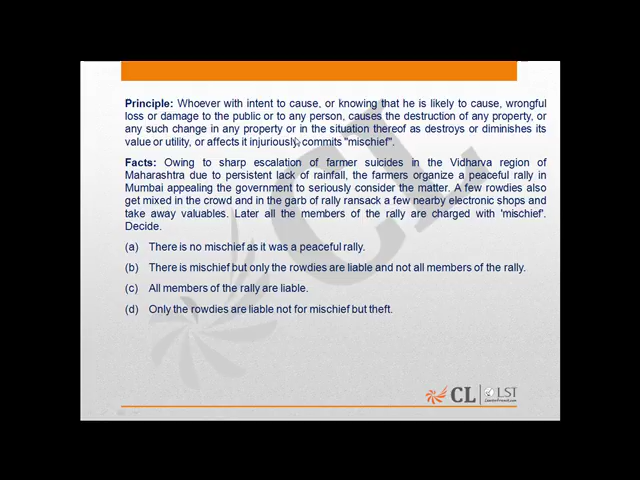 Principle: Whoever with intent to cause, or knowing that he is likely to cause, wrongful
loss or damage to the public or to any person, causes the destruction of any property, or
any such change in any property or in the situation thereof as destroys or diminishes its
value or utility, or affects it injuriously, commits "mischief".
Facts: Owing to sharp escalation of farmer suicides in the Vidharva region of
Maharashtra due to persistent lack of rainfall, the farmers organize a peaceful rally in
Mumbai appealing the government to seriously consider the matter. A few rowdies also
get mixed in the crowd and in the garb of rally ransack a few nearby electronic shops and
take away valuables. Later all the members of the rally are charged with 'mischief'.
Decide.
(a) There is no mischief as it was a peaceful rally.
(b) There is mischief but only the rowdies are liable and not all members of the rally.
(c) All members of the rally are liable.
(d) Only the rowdies are liable not for mischief but theft.
CL
CL LST